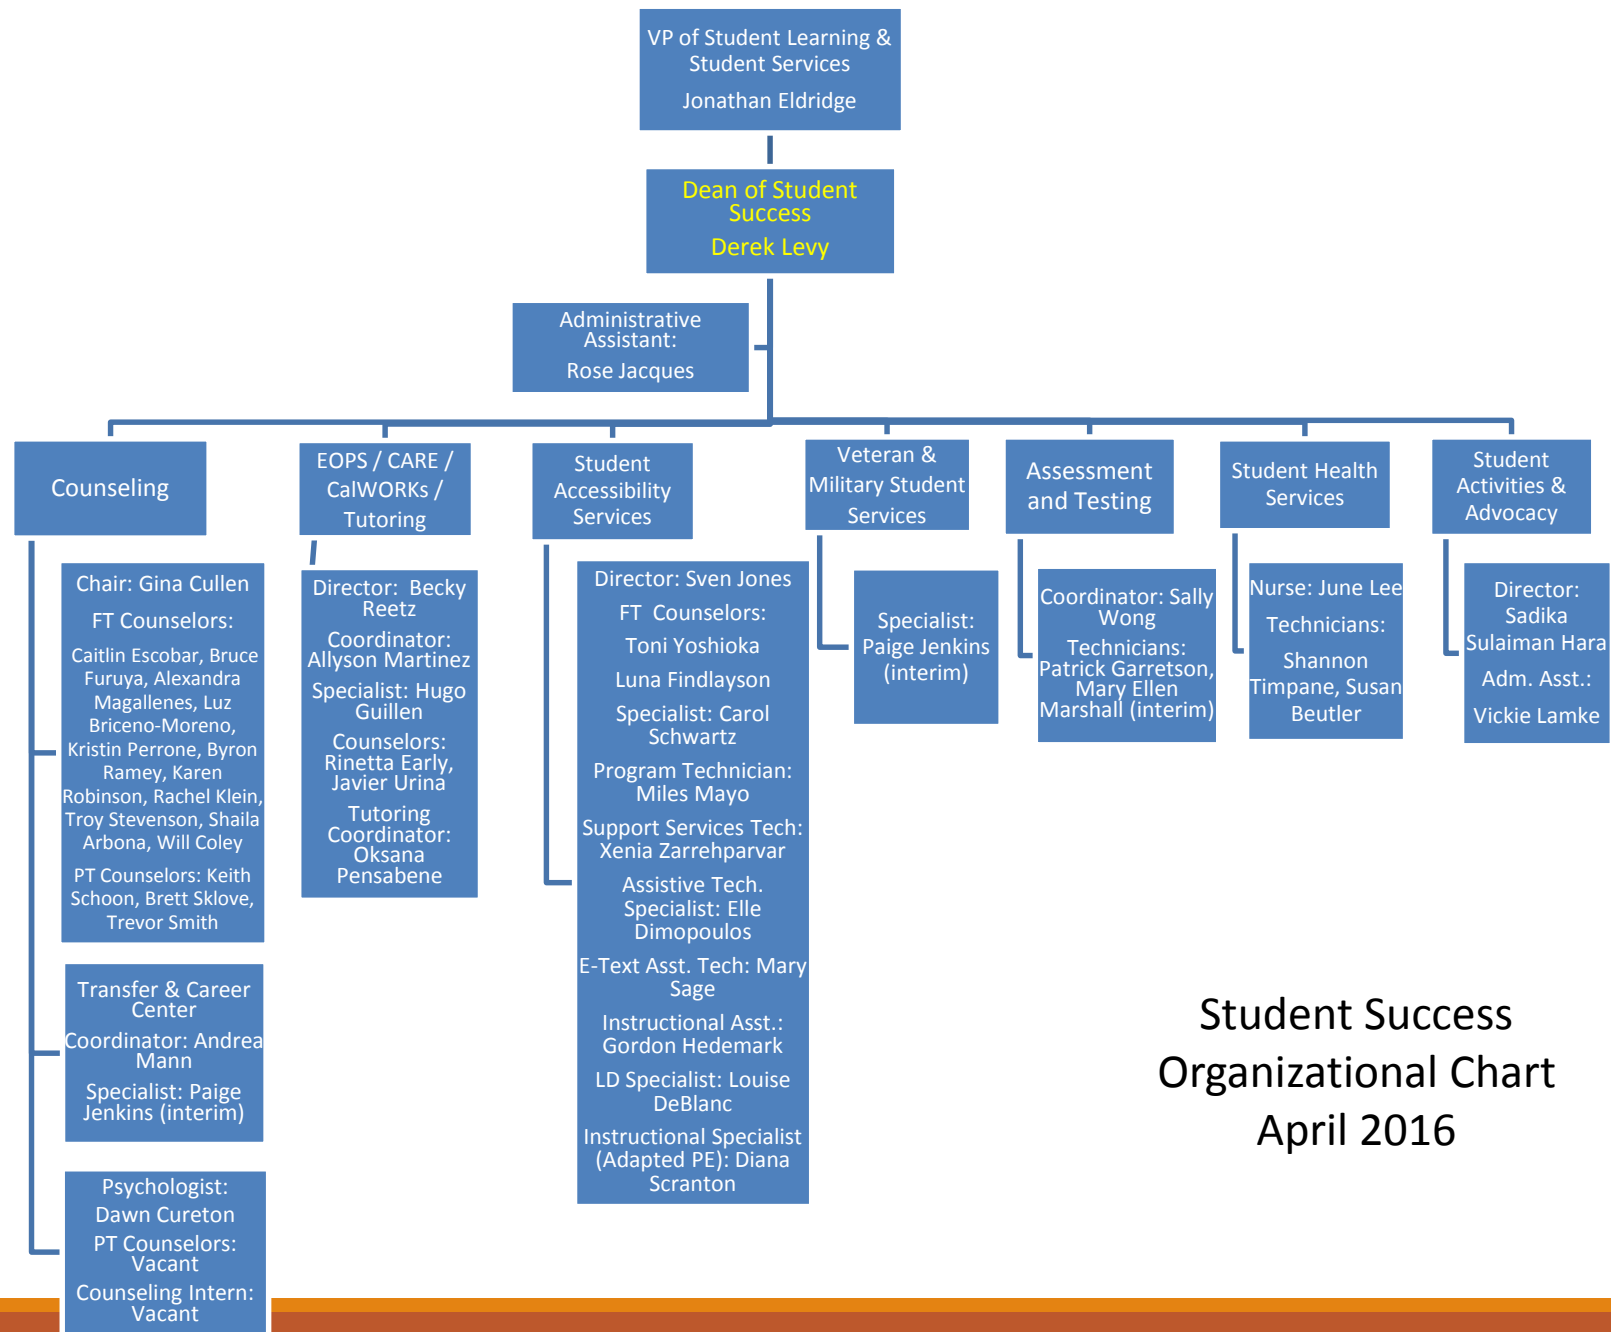 VP of Student Learning &
Student Services
Jonathan Eldridge
Dean of Student
Success
Derek Levy
Administrative
Assistant:
Rose Jacques
Counseling
Chair: Gina Cullen
FT Counselors:
Caitlin Escobar, Bruce
Furuya, Alexandra
Magallenes, Luz
Briceno-Moreno,
Kristin Perrone, Byron
Ramey, Karen
Robinson, Rachel Klein,
Troy Stevenson, Shaila
Arbona, Will Coley
PT Counselors: Keith
Schoon, Brett Sklove,
Trevor Smith
Transfer & Career
Center
Coordinator: Andrea
Mann
Specialist: Paige
Jenkins (interim)
Psychologist:
Dawn Cureton
PT Counselors:
Vacant
Counseling Intern:
Vacant
EOPS / CARE /
CalWORKs /
Tutoring
Director:  Becky
Reetz
Coordinator:
Allyson Martinez
Specialist: Hugo
Guillen
Counselors:
Rinetta Early,
Javier Urina
Tutoring
Coordinator:
Oksana
Pensabene
Student
Accessibility
Services
Director: Sven Jones
FT  Counselors:
Toni Yoshioka
Luna Findlayson
Specialist: Carol
Schwartz
Program Technician:
Miles Mayo
Support Services Tech:
Xenia Zarrehparvar
Assistive Tech.
Specialist: Elle
Dimopoulos
E-Text Asst. Tech: Mary
Sage
Instructional Asst.:
Gordon Hedemark
LD Specialist: Louise
DeBlanc
Instructional Specialist
(Adapted PE): Diana
Scranton
Veteran &
Military Student
Services
Specialist:
Paige Jenkins
(interim)
Assessment
and Testing
Coordinator: Sally
Wong
Technicians:
Patrick Garretson,
Mary Ellen
Marshall (interim)
Student Health
Services
Nurse: June Lee
Technicians:
Shannon
Timpane, Susan
Beutler
Student
Activities &
Advocacy
Director:
Sadika
Sulaiman Hara
Adm. Asst.:
Vickie Lamke
Student Success
Organizational Chart
April 2016